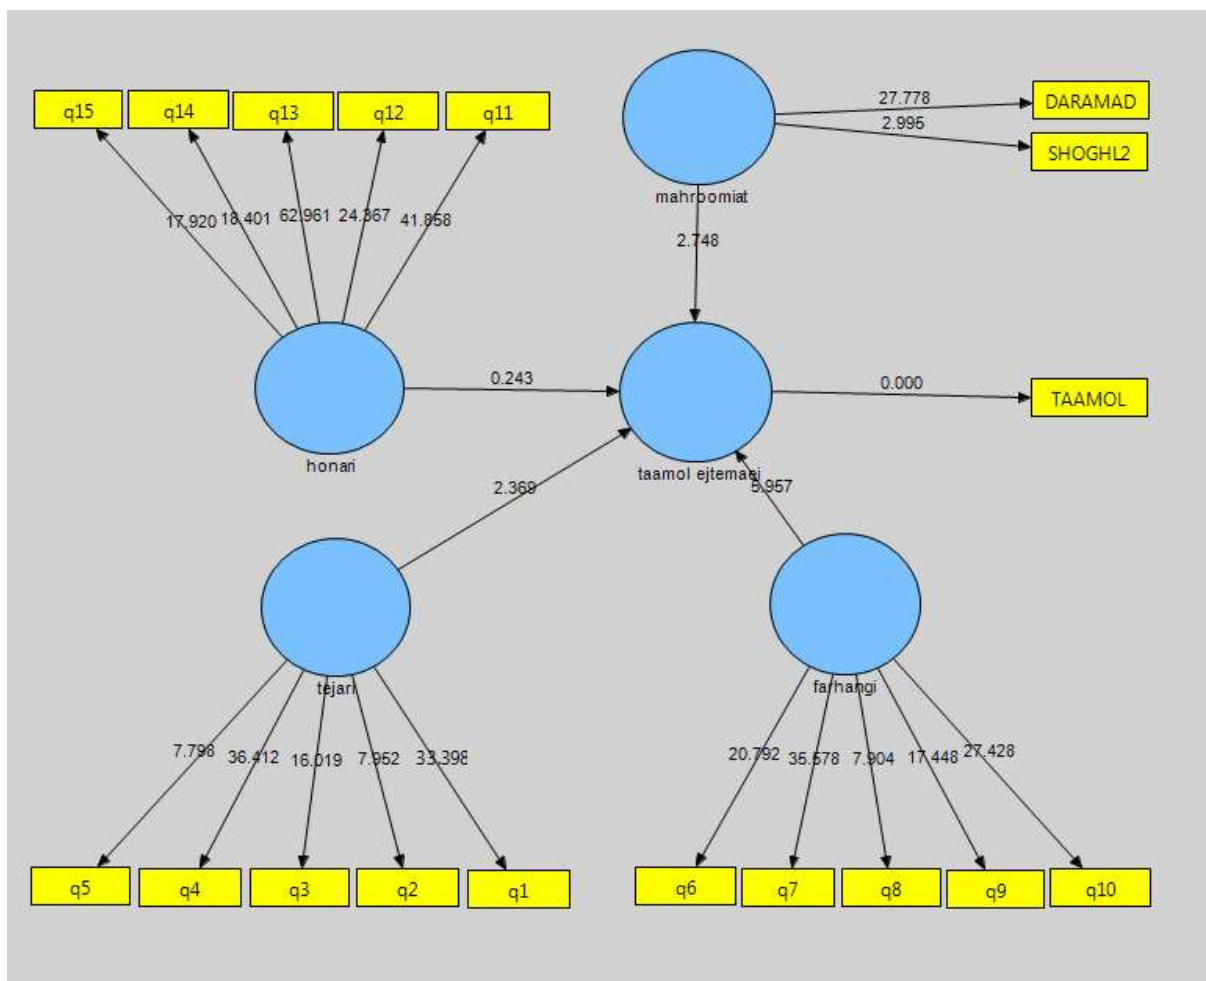 q15 q14 q13 q12 q11
17.920 18.401 62.961 24.367 41.858
honari
mahroomiat
27.778
2.995
DARAMAD
SHOGHL2
2.748
0.243
taamol ejtemaei
0.000
TAAMOL
2.369
5.957
tejari
7.798 36.412 16.019 7.952 33.398
q5 q4 q3 q2 q1
farhangi
20.792 35.578 7.904 17.448 27.428
q6 q7 q8 q9 q10